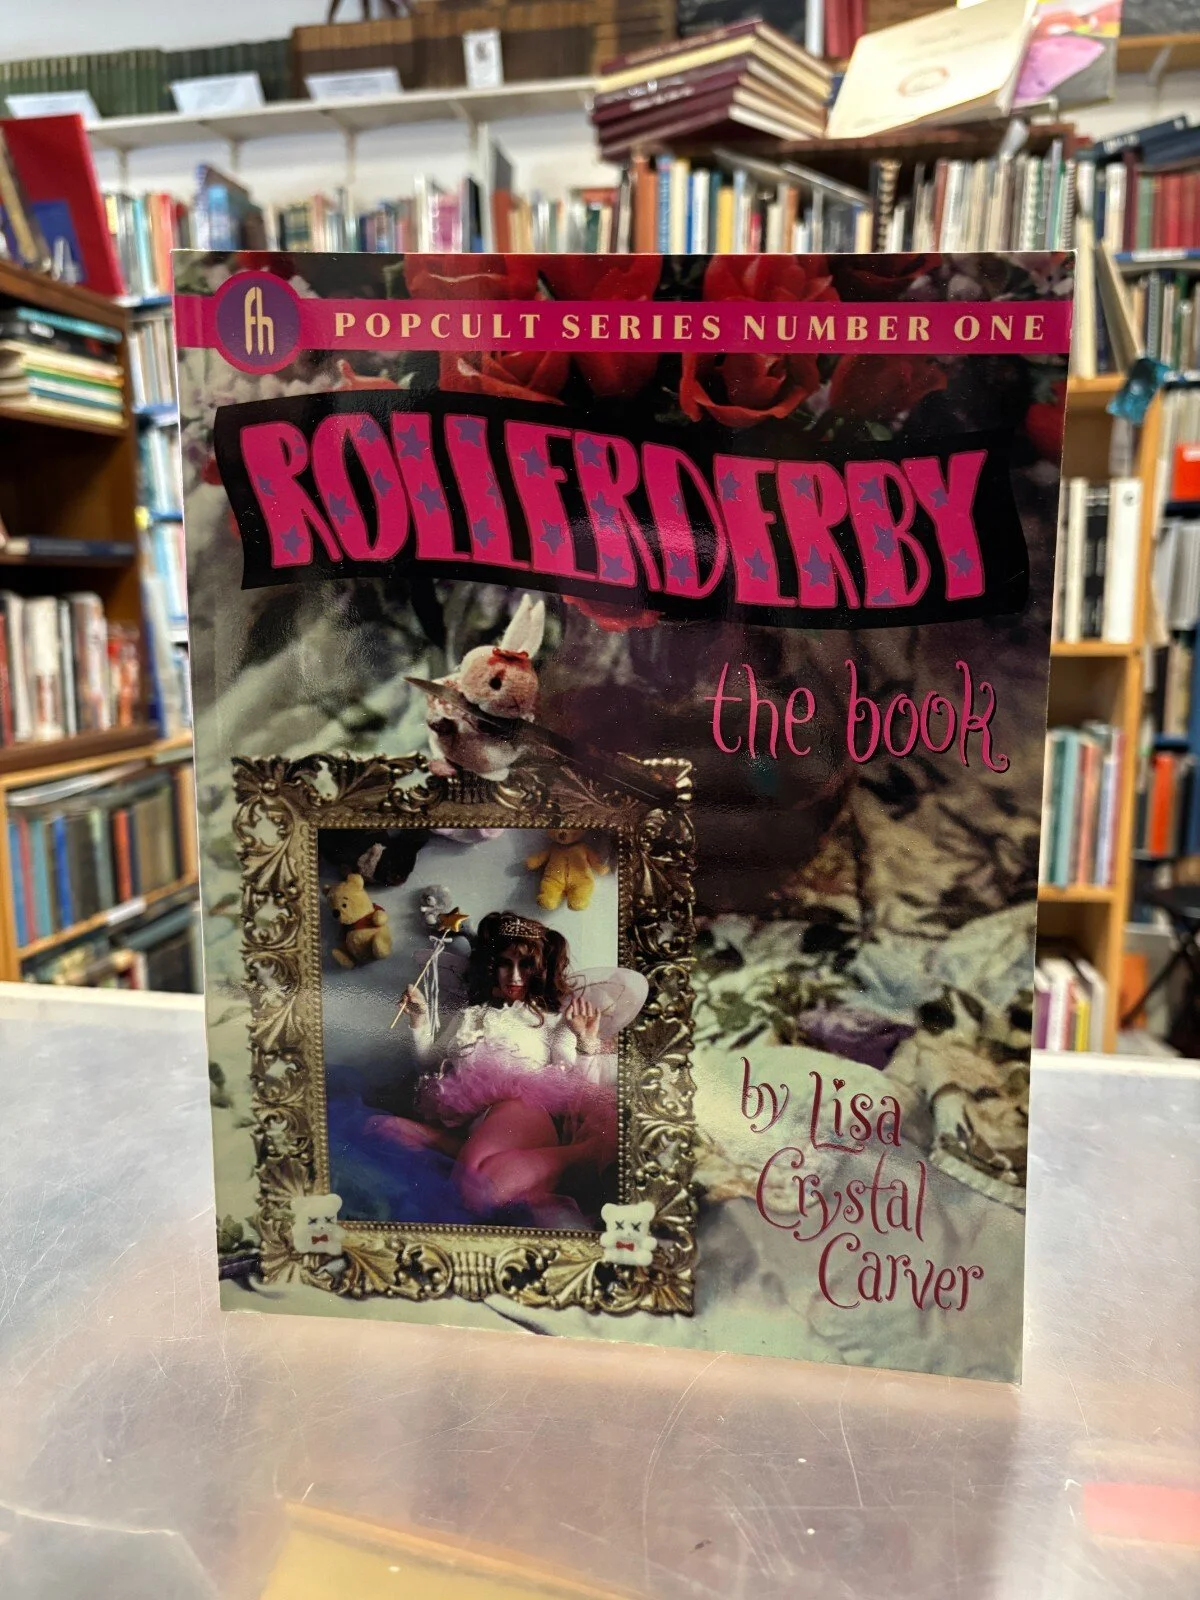 fh
POPCULT SERIES NUMBER ONE
ROLLERDERBY
the book
by Lisa
Crystal
Carver